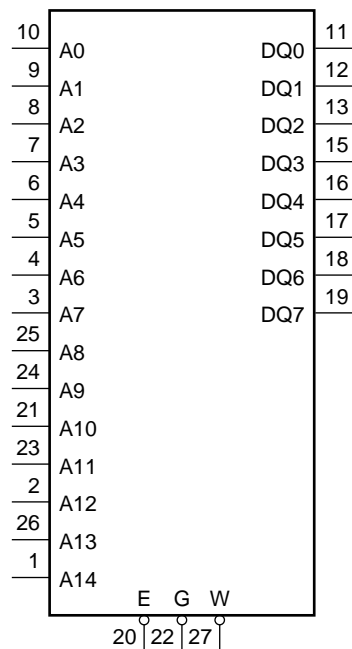 10 A0 DQ0 11
9 A1 DQ1 12
8 A2 DQ2 13
7 A3 DQ3 15
6 A4 DQ4 16
5 A5 DQ5 17
4 A6 DQ6 18
3 A7 DQ7 19
25 A8
24 A9
21 A10
23 A11
2 A12
26 A13
1 A14
E G W
20 22 27